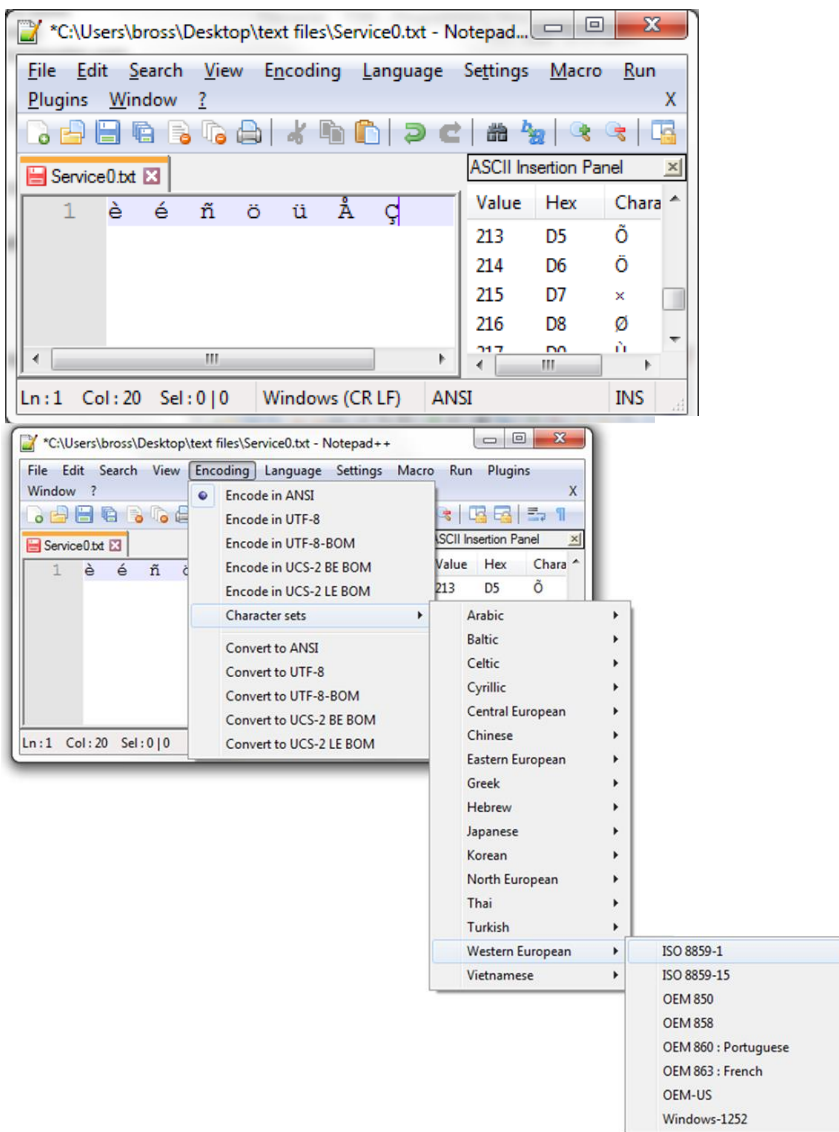 *C:\Users\bross\Desktop\text files\Service0.txt - Notepad...
File Edit Search View Encoding Language Settings Macro Run
Plugins Window ? X
Service0.txt
ASCII Insertion Panel
1 è é ñ ö ü Å Ç
Value Hex Chara
213 D5 Õ
214 D6 Ö
215 D7 ×
216 D8 Ø
217 D9 Ù
Ln : 1 Col : 20 Sel : 0 | 0 Windows (CR LF) ANSI INS
*C:\Users\bross\Desktop\text files\Service0.txt - Notepad++
File Edit Search View Encoding Language Settings Macro Run Plugins
Window ? X
Service0.txt
ASCII Insertion Panel
1 è é ñ
Value Hex Chara
213 D5 Õ
Ln : 1 Col : 20 Sel : 0 | 0
Encode in ANSI
Encode in UTF-8
Encode in UTF-8-BOM
Encode in UCS-2 BE BOM
Encode in UCS-2 LE BOM
Character sets
Convert to ANSI
Convert to UTF-8
Convert to UTF-8-BOM
Convert to UCS-2 BE BOM
Convert to UCS-2 LE BOM
Arabic
Baltic
Celtic
Cyrillic
Central European
Chinese
Eastern European
Greek
Hebrew
Japanese
Korean
North European
Thai
Turkish
Western European
Vietnamese
ISO 8859-1
ISO 8859-15
OEM 850
OEM 858
OEM 860 : Portuguese
OEM 863 : French
OEM-US
Windows-1252